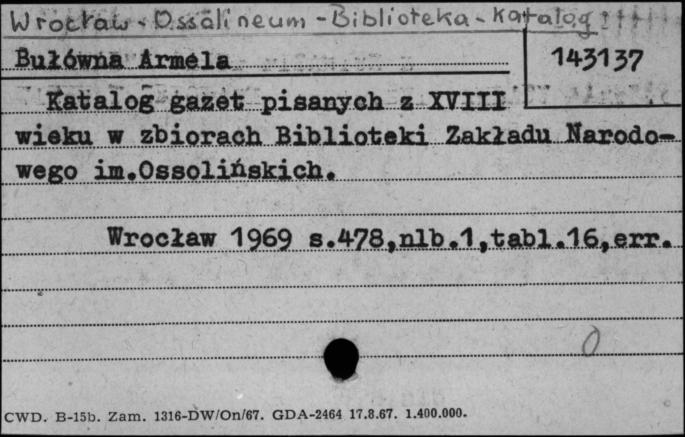 Wrocław - Ossolineum - Biblioteka - Katalog
Bułówna Armela
143137
Katalog gazet pisanych z XVIII
wieku w zbiorach Biblioteki Zakładu Narodo-
wego im.Ossolińskich.
Wrocław 1969 s.478,nlb.1,tabl.16,err.
0
CWD. B-15b. Zam. 1316-DW/On/67. GDA-2464 17.8.67. 1.400.000.